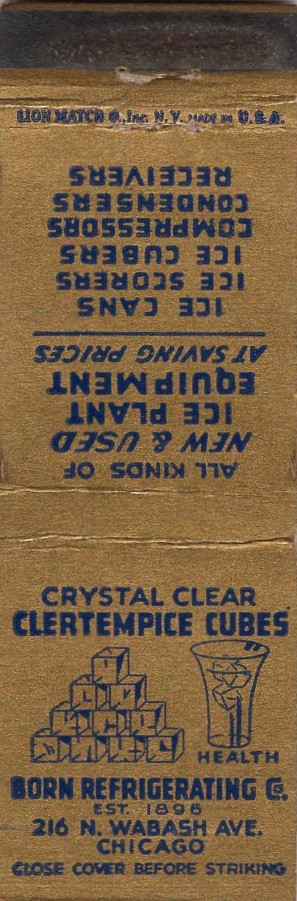 LION MATCH CO., Inc. N.Y. MADE IN U.S.A.
ALL KINDS OF
NEW & USED
ICE PLANT
EQUIPMENT
AT SAVING PRICES
ICE CANS
ICE SCORERS
ICE CUBERS
COMPRESSORS
CONDENSERS
RECEIVERS
CRYSTAL CLEAR
CLERTEMPICE CUBES
HEALTH
BORN REFRIGERATING Co.
EST. 1898
216 N. WABASH AVE.
CHICAGO
CLOSE COVER BEFORE STRIKING